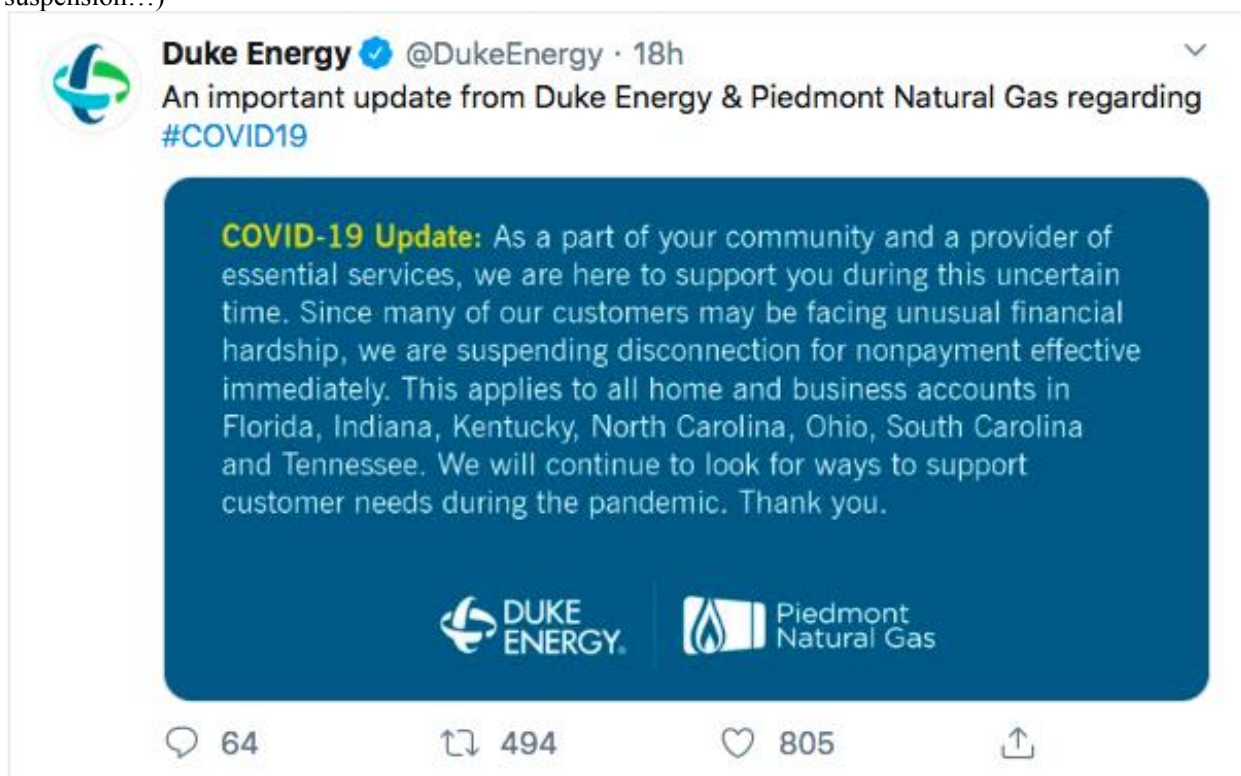 suspension…)
Duke Energy @DukeEnergy · 18h
An important update from Duke Energy & Piedmont Natural Gas regarding
#COVID19
COVID-19 Update: As a part of your community and a provider of
essential services, we are here to support you during this uncertain
time. Since many of our customers may be facing unusual financial
hardship, we are suspending disconnection for nonpayment effective
immediately. This applies to all home and business accounts in
Florida, Indiana, Kentucky, North Carolina, Ohio, South Carolina
and Tennessee. We will continue to look for ways to support
customer needs during the pandemic. Thank you.
DUKE
ENERGY.
Piedmont
Natural Gas
64 494 805